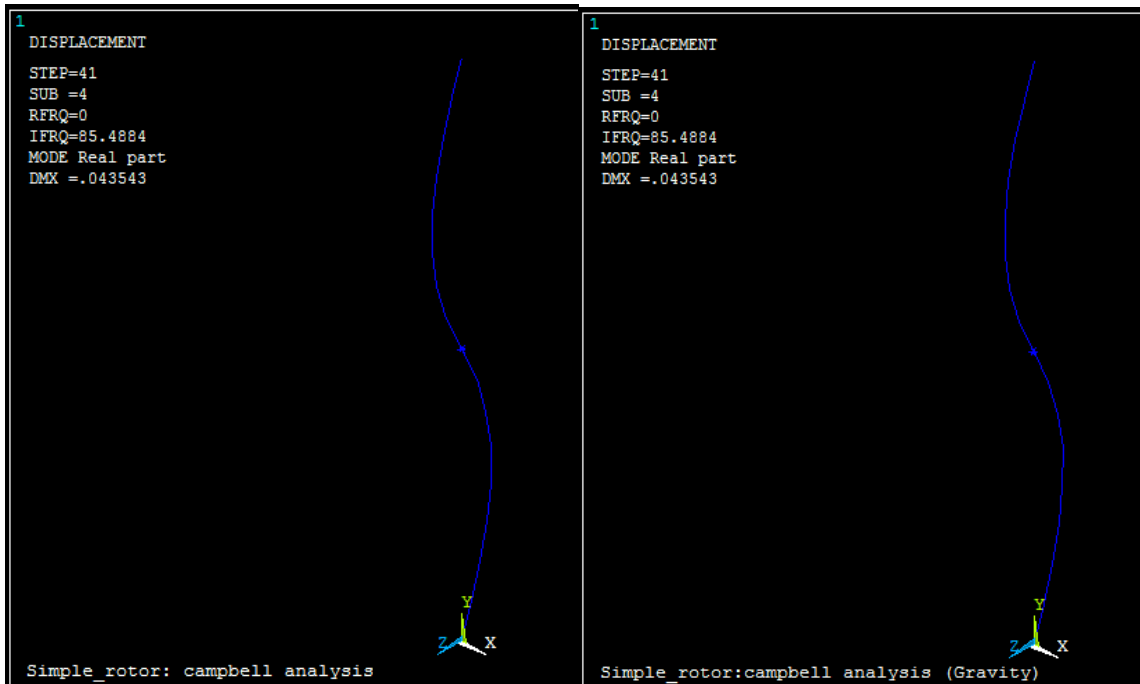 1
DISPLACEMENT
STEP=41
SUB =4
RFRQ=0
IFRQ=85.4884
MODE Real part
DMX =.043543
Y
Z
X
Simple_rotor: campbell analysis
1
DISPLACEMENT
STEP=41
SUB =4
RFRQ=0
IFRQ=85.4884
MODE Real part
DMX =.043543
Y
Z
X
Simple_rotor:campbell analysis (Gravity)